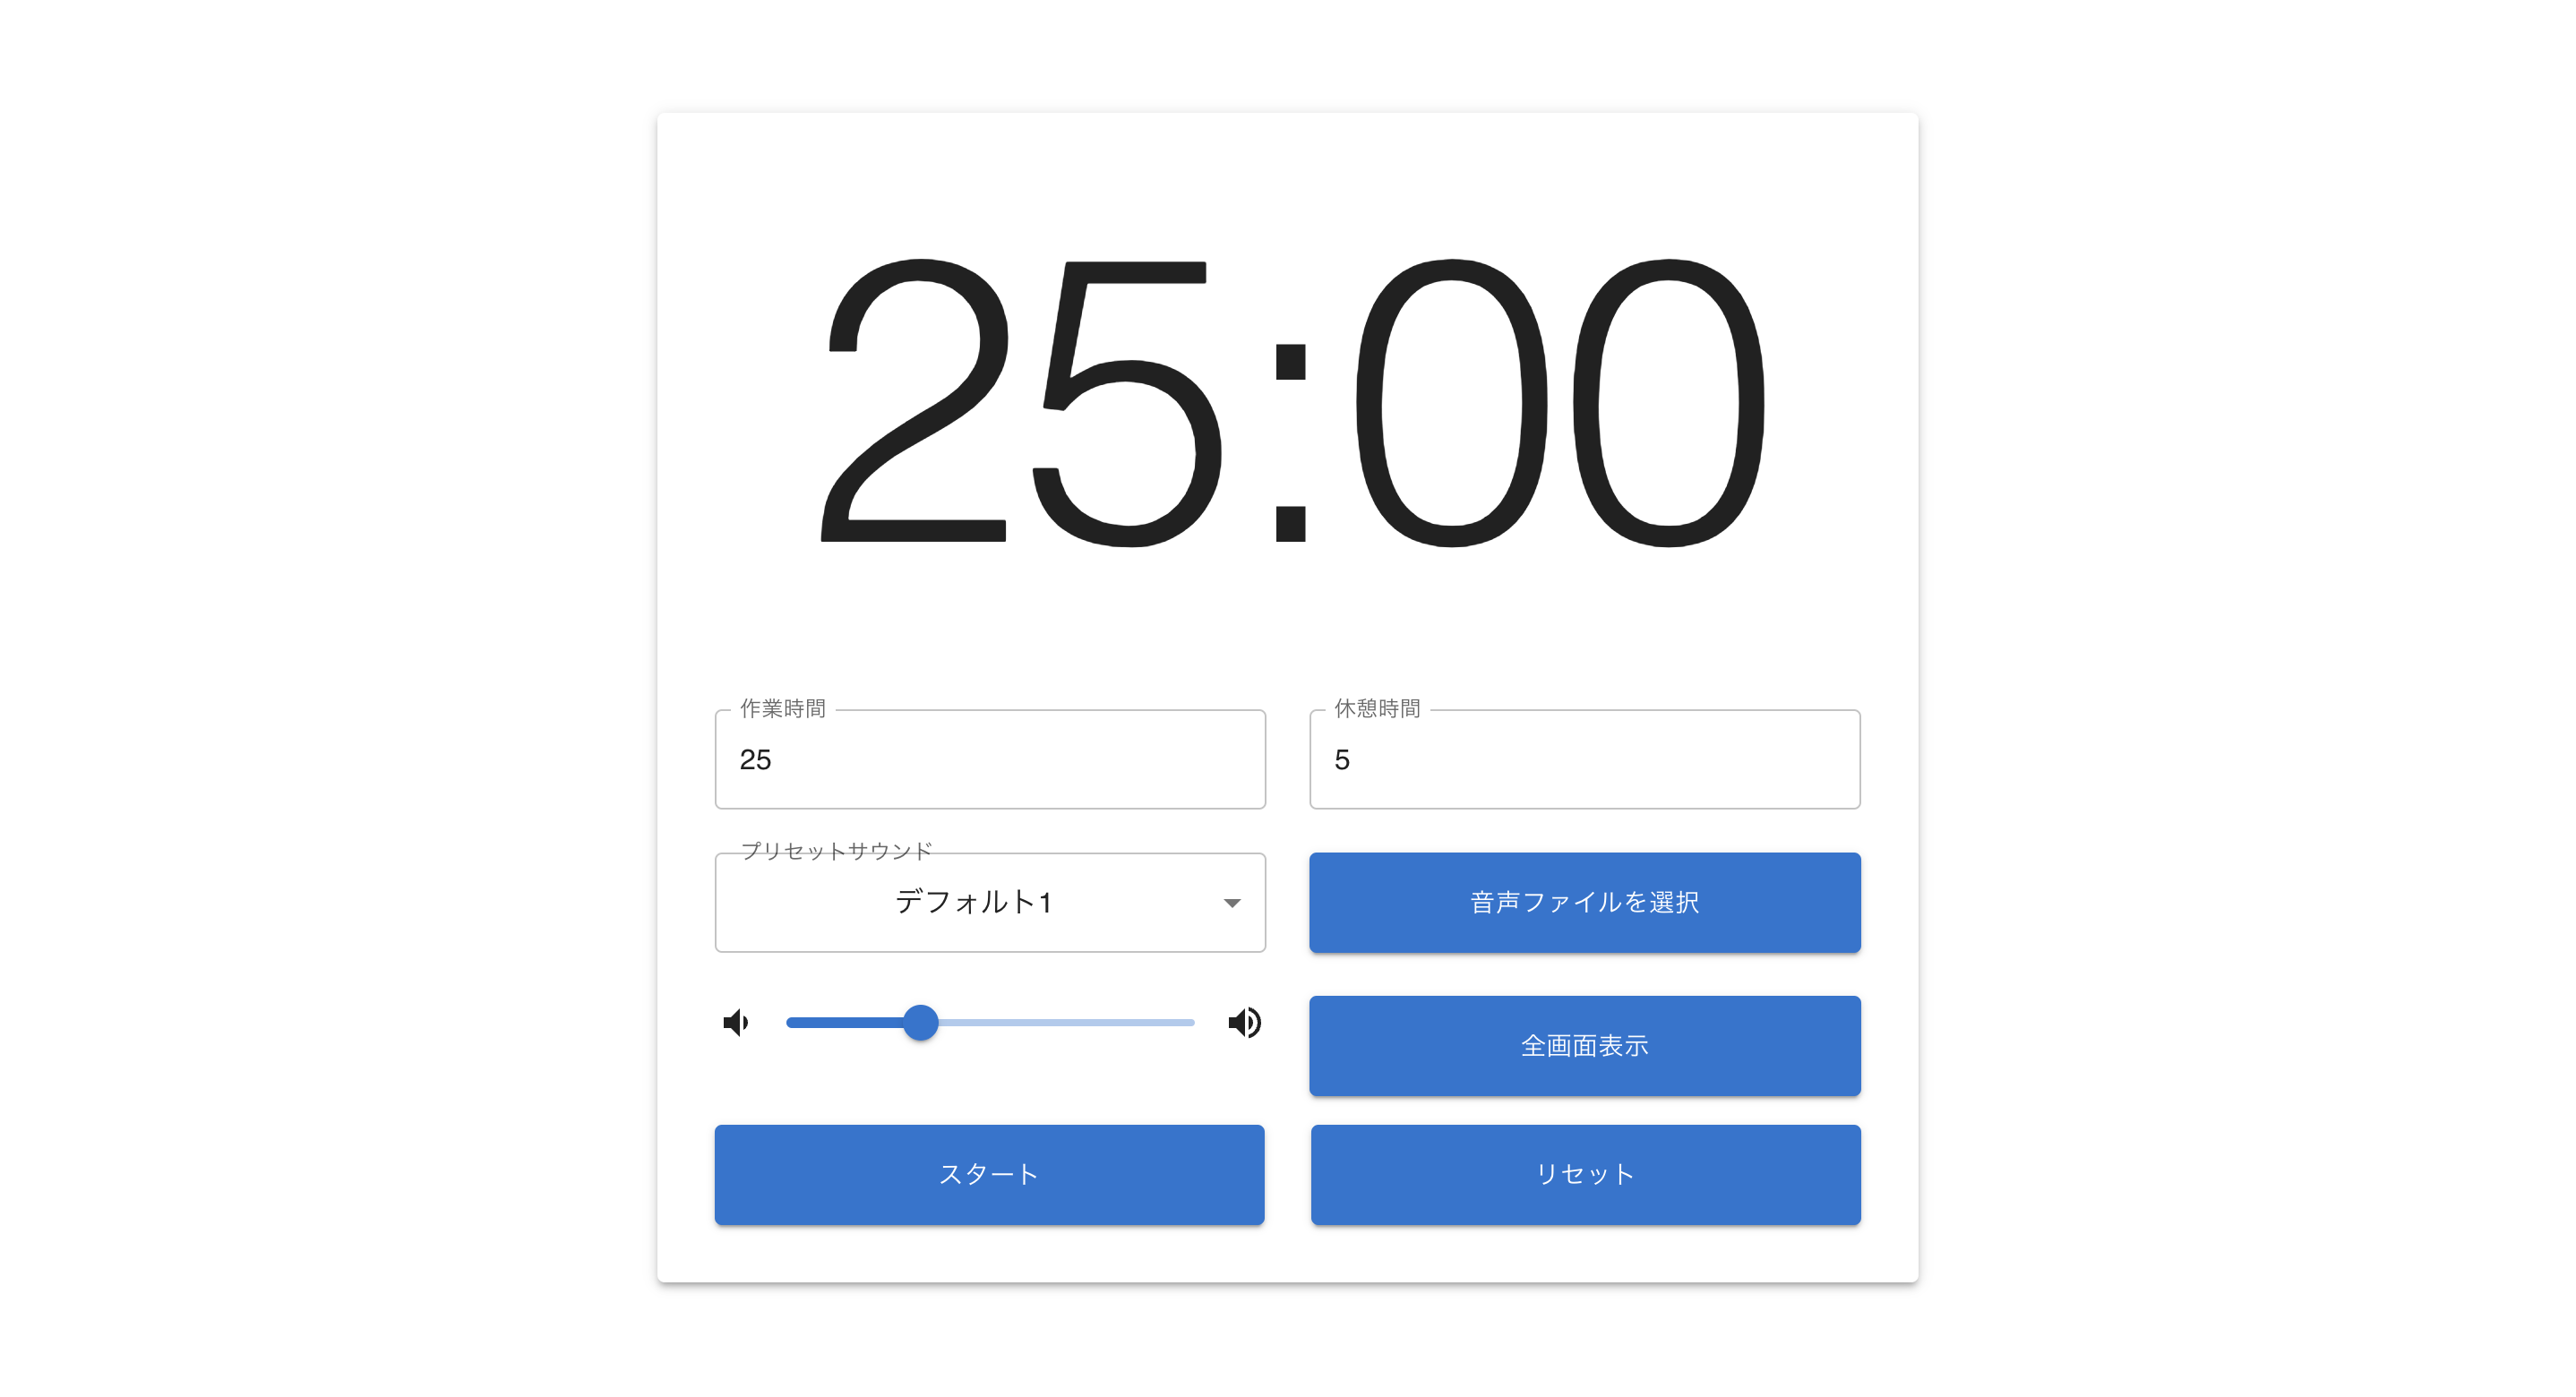 25:00
作業時間
25
休憩時間
5
プリセットサウンド
デフォルト1
音声ファイルを選択
全画面表示
スタート
リセット